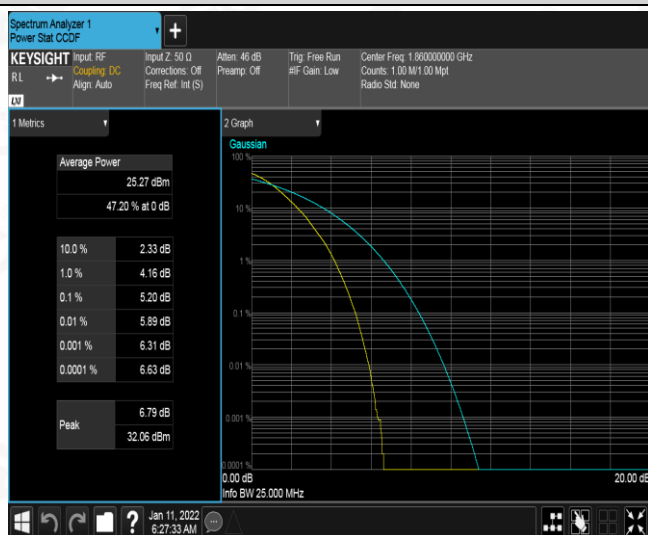 Spectrum Analyzer 1
Power Stat CCDF
KEYSIGHT
Input: RF
Input Z: 50 Ω
Atten: 46 dB
Trig: Free Run
Center Freq: 1.860000000 GHz
R L
Coupling: DC
Corrections: Off
Preamp: Off
#IF Gain: Low
Counts: 1.00 M/1.00 Mpt
Align: Auto
Freq Ref: Int (S)
Radio Std: None
LXI
1 Metrics
2 Graph
Average Power
25.27 dBm
47.20 % at 0 dB
10.0 % 2.33 dB
1.0 % 4.16 dB
0.1 % 5.20 dB
0.01 % 5.89 dB
0.001 % 6.31 dB
0.0001 % 6.63 dB
Peak
6.79 dB
32.06 dBm
Gaussian
100 %
10 %
1 %
0.1 %
0.01 %
0.001 %
0.0001 %
0.00 dB
20.00 dB
Info BW 25.000 MHz
Jan 11, 2022
6:27:33 AM